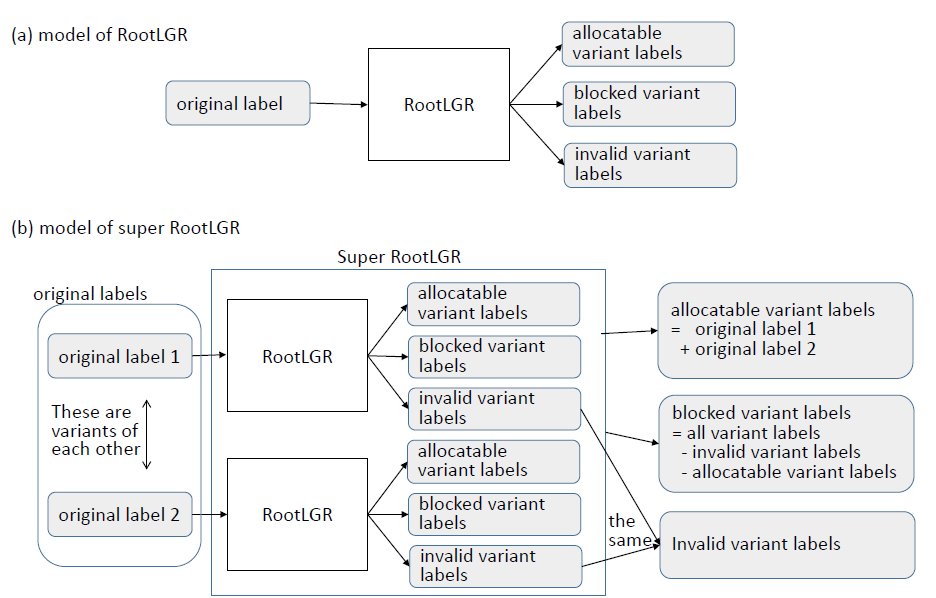 (a) model of RootLGR
original label
RootLGR
allocatable
variant labels
blocked variant
labels
invalid variant
labels
(b) model of super RootLGR
Super RootLGR
original labels
original label 1
These are
variants of
each other
original label 2
RootLGR
allocatable
variant labels
blocked variant
labels
invalid variant
labels
RootLGR
allocatable
variant labels
blocked variant
labels
invalid variant
labels
the
same
allocatable variant labels
= original label 1
+ original label 2
blocked variant labels
= all variant labels
- invalid variant labels
- allocatable variant labels
Invalid variant labels